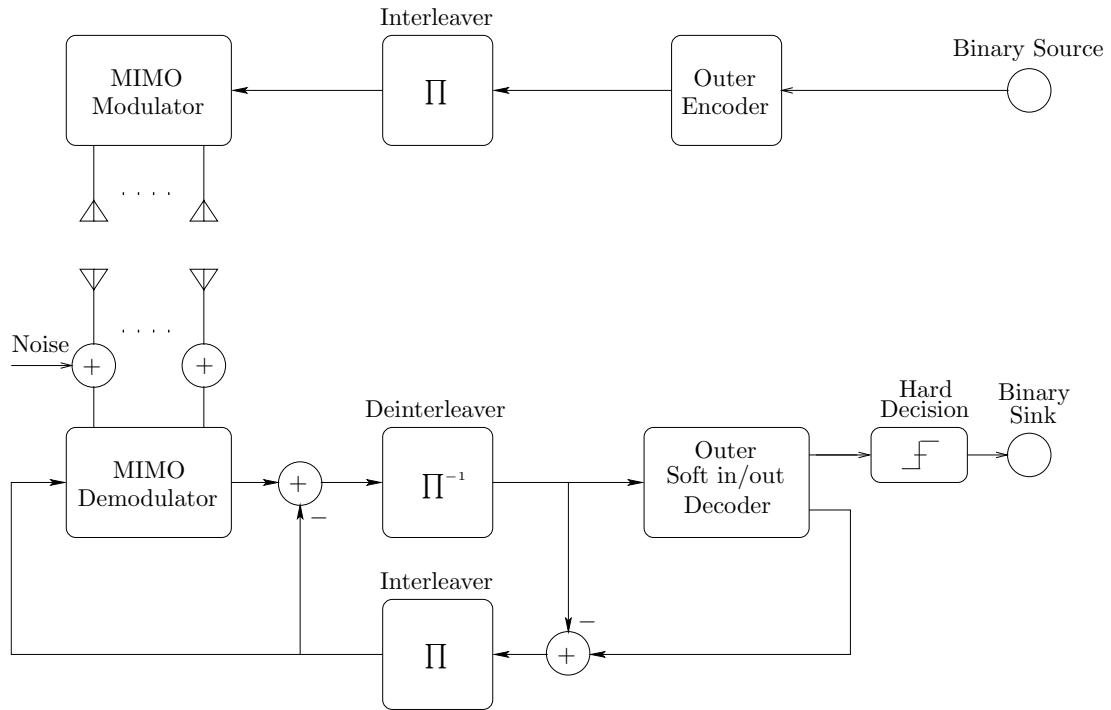 Interleaver
Binary Source
MIMO
Modulator
∏
Outer
Encoder
. . . .
. . . .
Noise
+
+
Hard
Decision
Binary
Sink
Deinterleaver
MIMO
Demodulator
+
−
∏⁻¹
Outer
Soft in/out
Decoder
Interleaver
∏
−
+